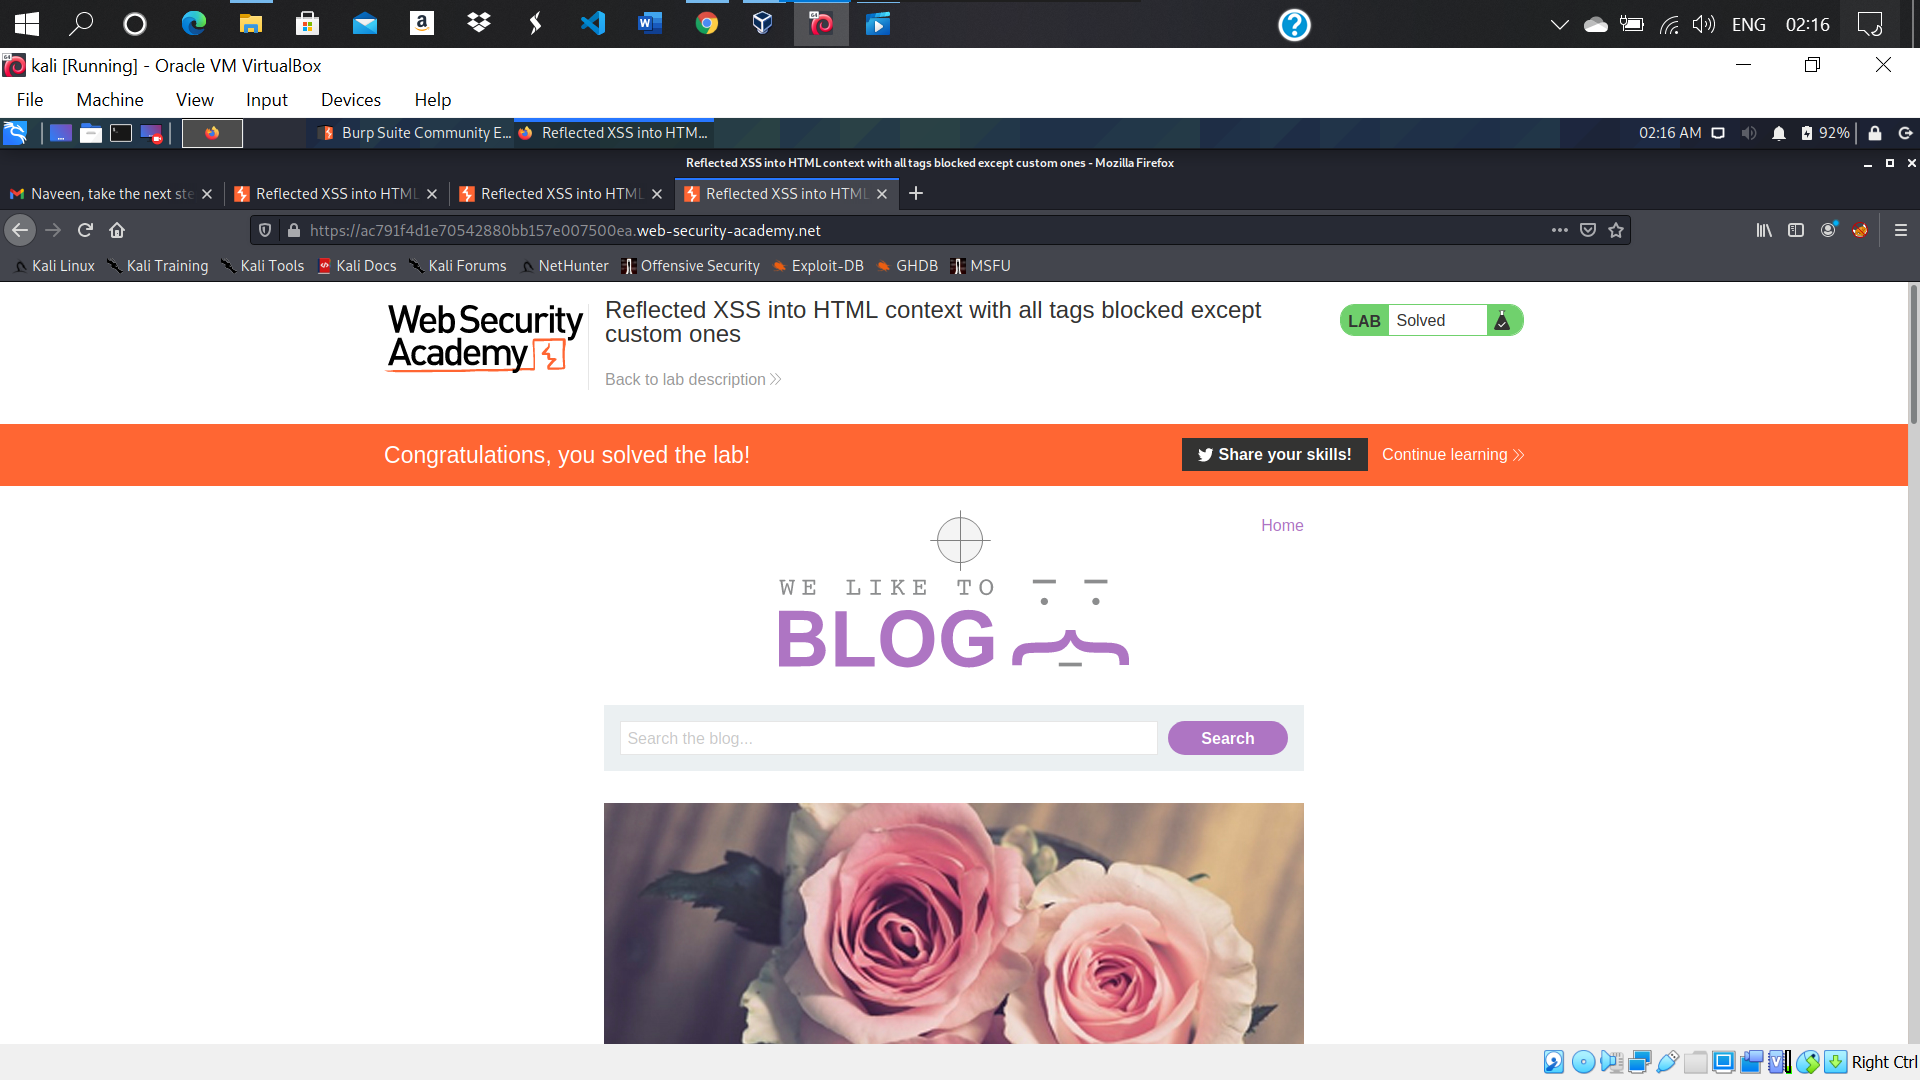 ENG 02:16
kali [Running] - Oracle VM VirtualBox
File Machine View Input Devices Help
Burp Suite Community E... Reflected XSS into HTM... 02:16 AM 92%
Reflected XSS into HTML context with all tags blocked except custom ones - Mozilla Firefox
Naveen, take the next ste Reflected XSS into HTML Reflected XSS into HTML Reflected XSS into HTML
https://ac791f4d1e70542880bb157e007500ea.web-security-academy.net
Kali Linux Kali Training Kali Tools Kali Docs Kali Forums NetHunter Offensive Security Exploit-DB GHDB MSFU
Web Security
Academy
Reflected XSS into HTML context with all tags blocked except
custom ones
LAB Solved
Back to lab description
Congratulations, you solved the lab! Share your skills! Continue learning
Home
WE LIKE TO
BLOG
Search the blog... Search
Right Ctrl